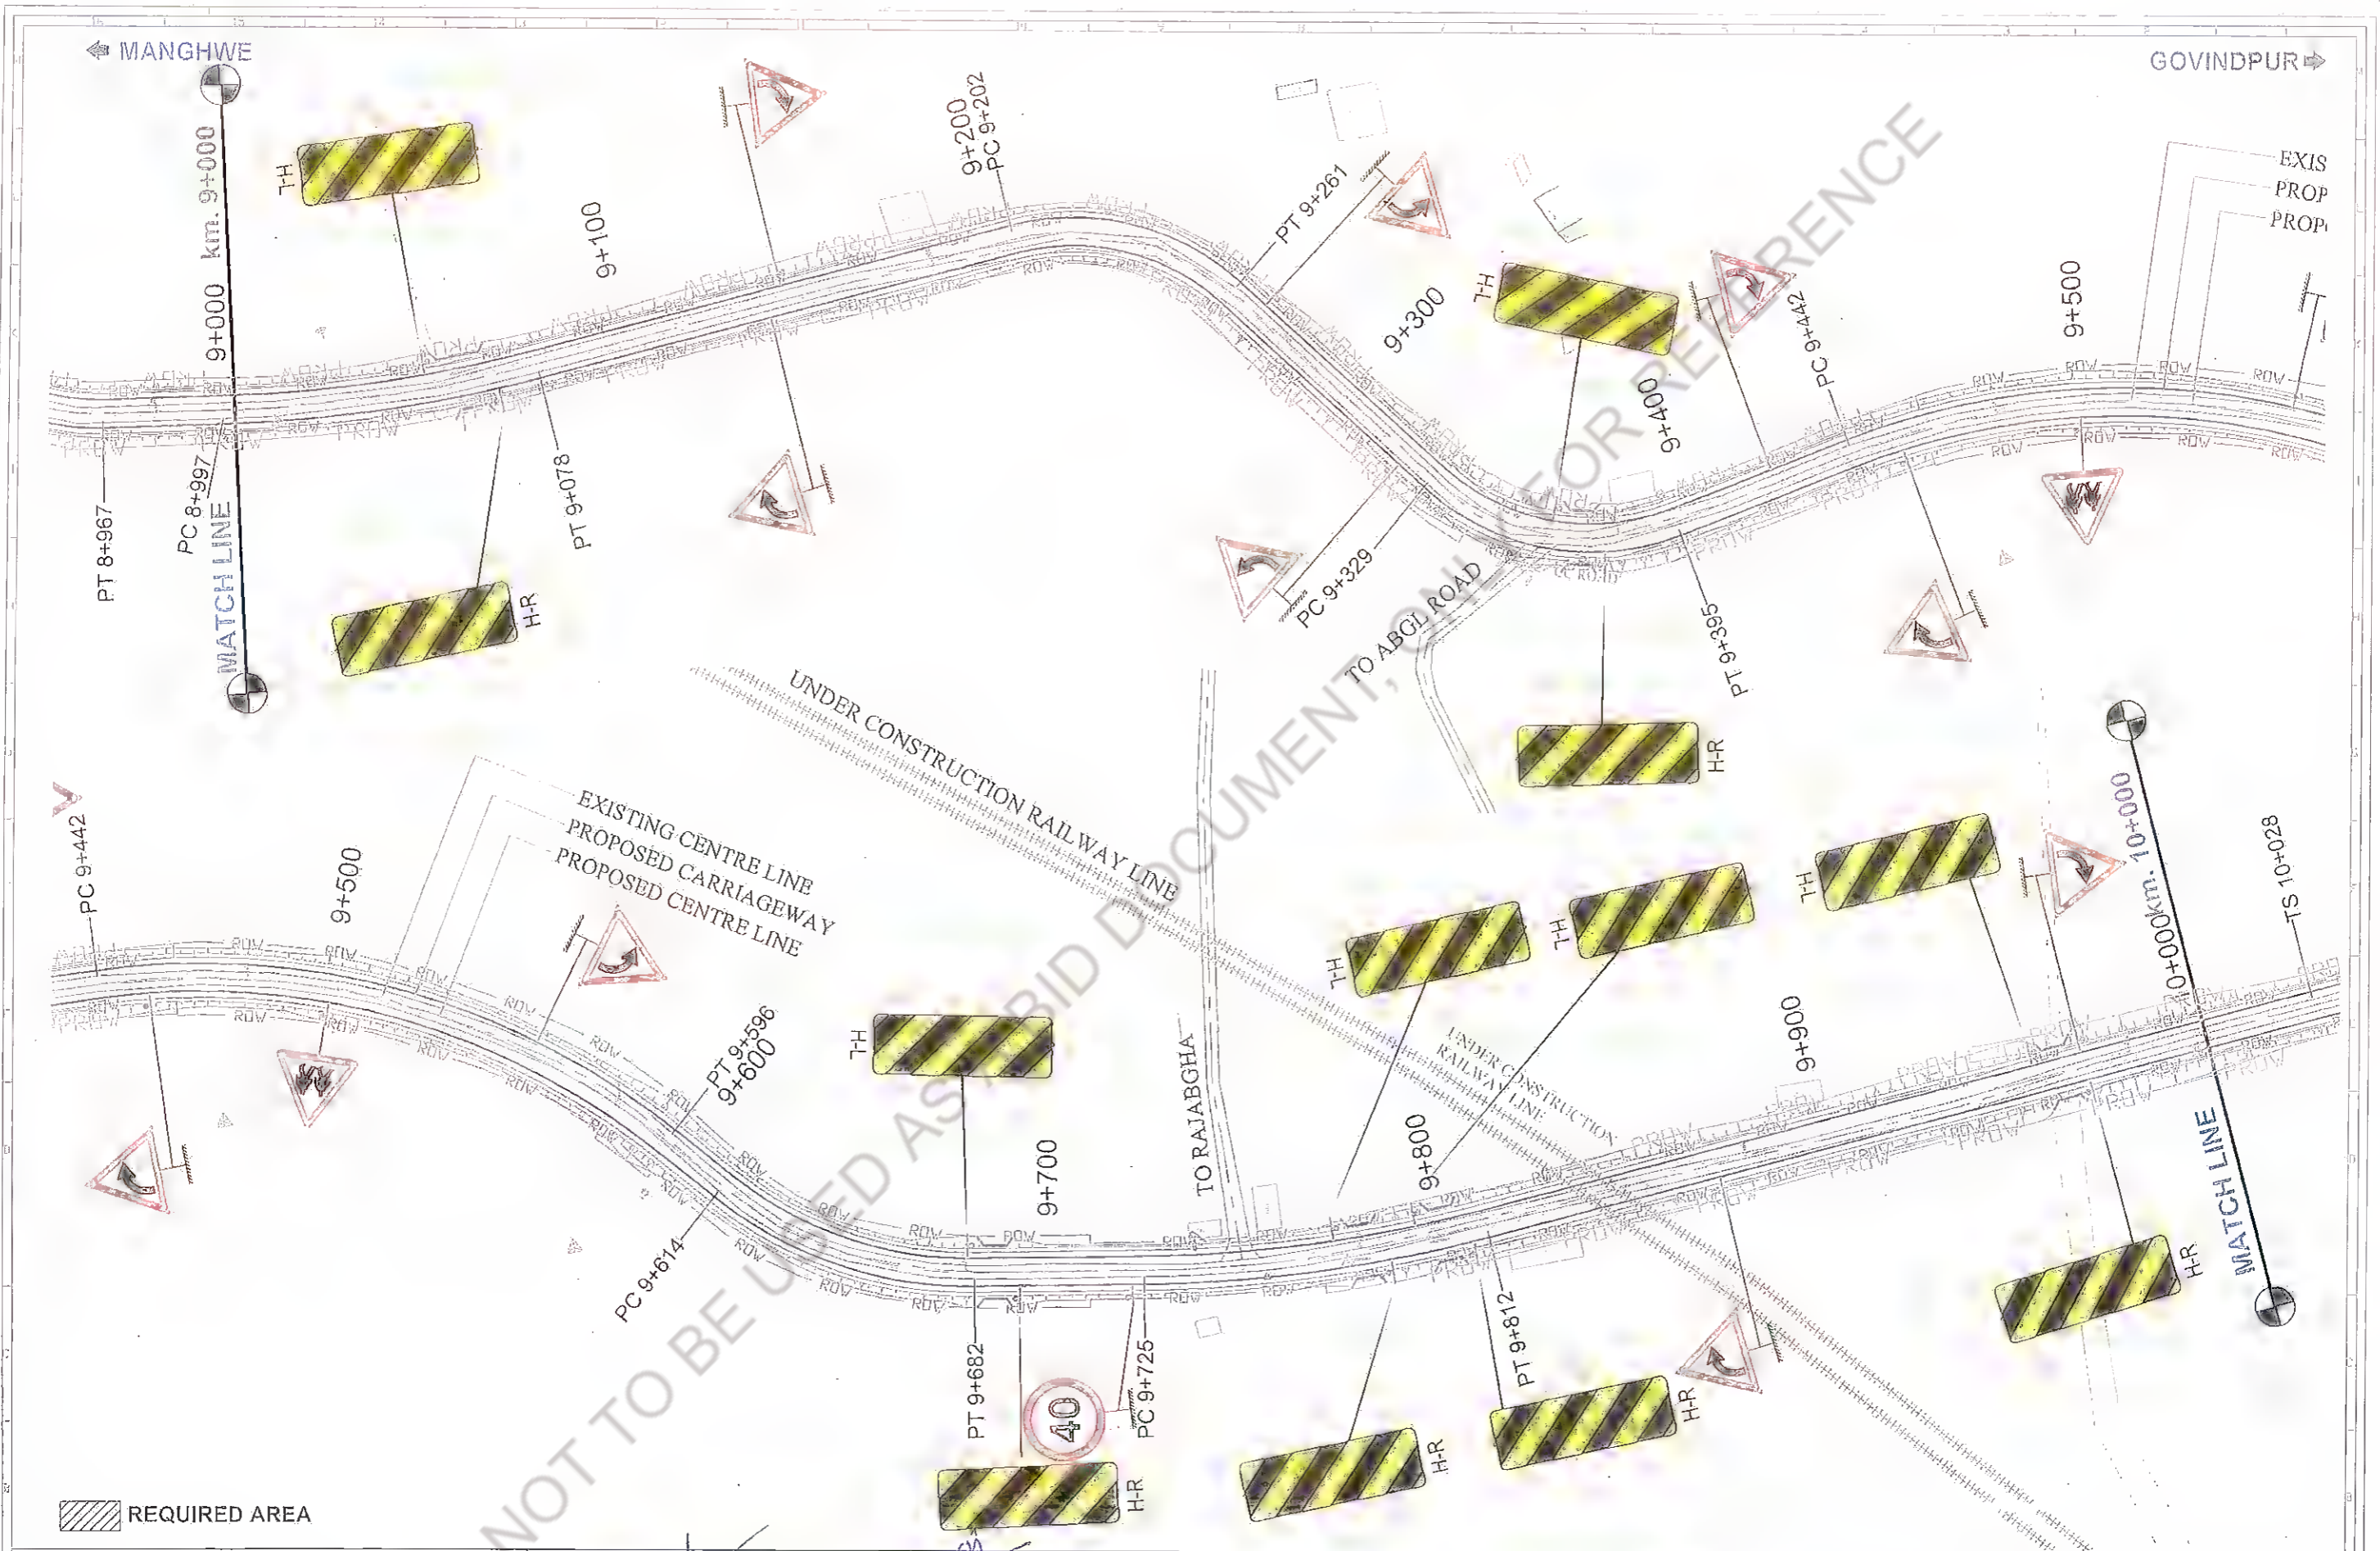 MANGHWE
GOVINDPUR
km. 9+000
9+000
MATCH LINE
H-L
9+100
9+200
PC 9+202
PT 9+261
9+300
H-L
9+400
PC 9+442
9+500
EXIS
PROP
PROP
PT 8+967
PC 8+997
PT 9+078
H-R
PC 9+329
TO ABGL ROAD
CC ROAD
PT 9+395
H-R
UNDER CONSTRUCTION RAILWAY LINE
PC 9+442
9+500
EXISTING CENTRE LINE
PROPOSED CARRIAGEWAY
PROPOSED CENTRE LINE
PT 9+596
9+600
PC 9+614
H-L
9+700
PT 9+682
40
PC 9+725
H-R
TO RAJABGHA
H-L
H-L
H-L
9+800
UNDER CONSTRUCTION
RAILWAY LINE
9+900
PT 9+812
H-R
H-R
H-R
km. 10+000
10+000
MATCH LINE
TS 10+028
ROW
PROW
REQUIRED AREA
NOT TO BE USED AS A BID DOCUMENT, ONLY FOR REFERENCE